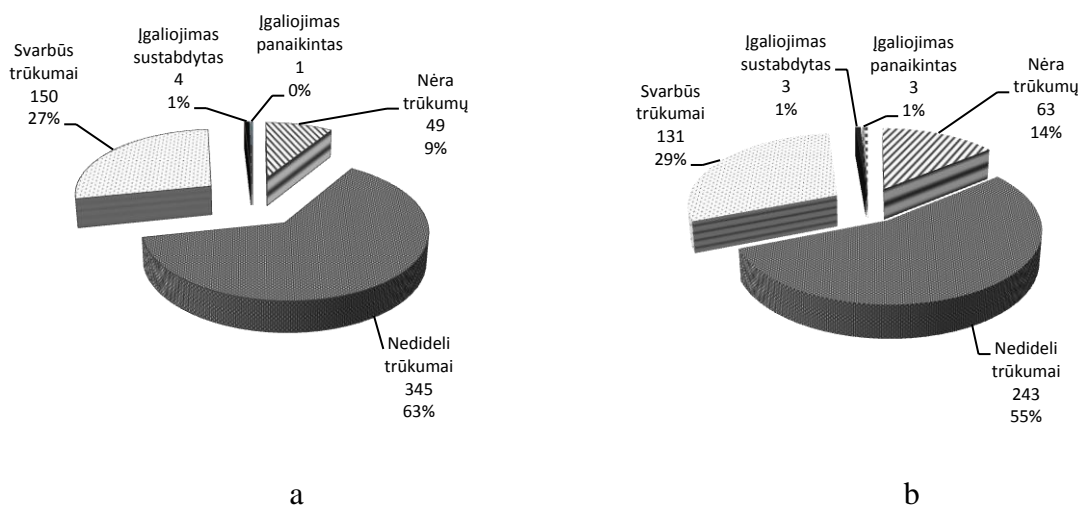 Svarbūs
trūkumai
150
27%
Įgaliojimas
sustabdytas
4
1%
Įgaliojimas
panaikintas
1
0%
Nėra
trūkumų
49
9%
Nedideli
trūkumai
345
63%
a
Svarbūs
trūkumai
131
29%
Įgaliojimas
sustabdytas
3
1%
Įgaliojimas
panaikintas
3
1%
Nėra
trūkumų
63
14%
Nedideli
trūkumai
243
55%
b